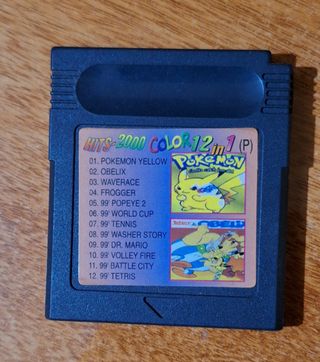 HITS-2000 COLOR 12 in 1 (P)
01. POKEMON YELLOW
02. OBELIX
03. WAVERACE
04. FROGGER
05. 99' POPEYE 2
06. 99' WORLD CUP
07. 99' TENNIS
08. 99' WASHER STORY
09. 99' DR. MARIO
10. 99' VOLLEY FIRE
11. 99' BATTLE CITY
12. 99' TETRIS
POKéMON